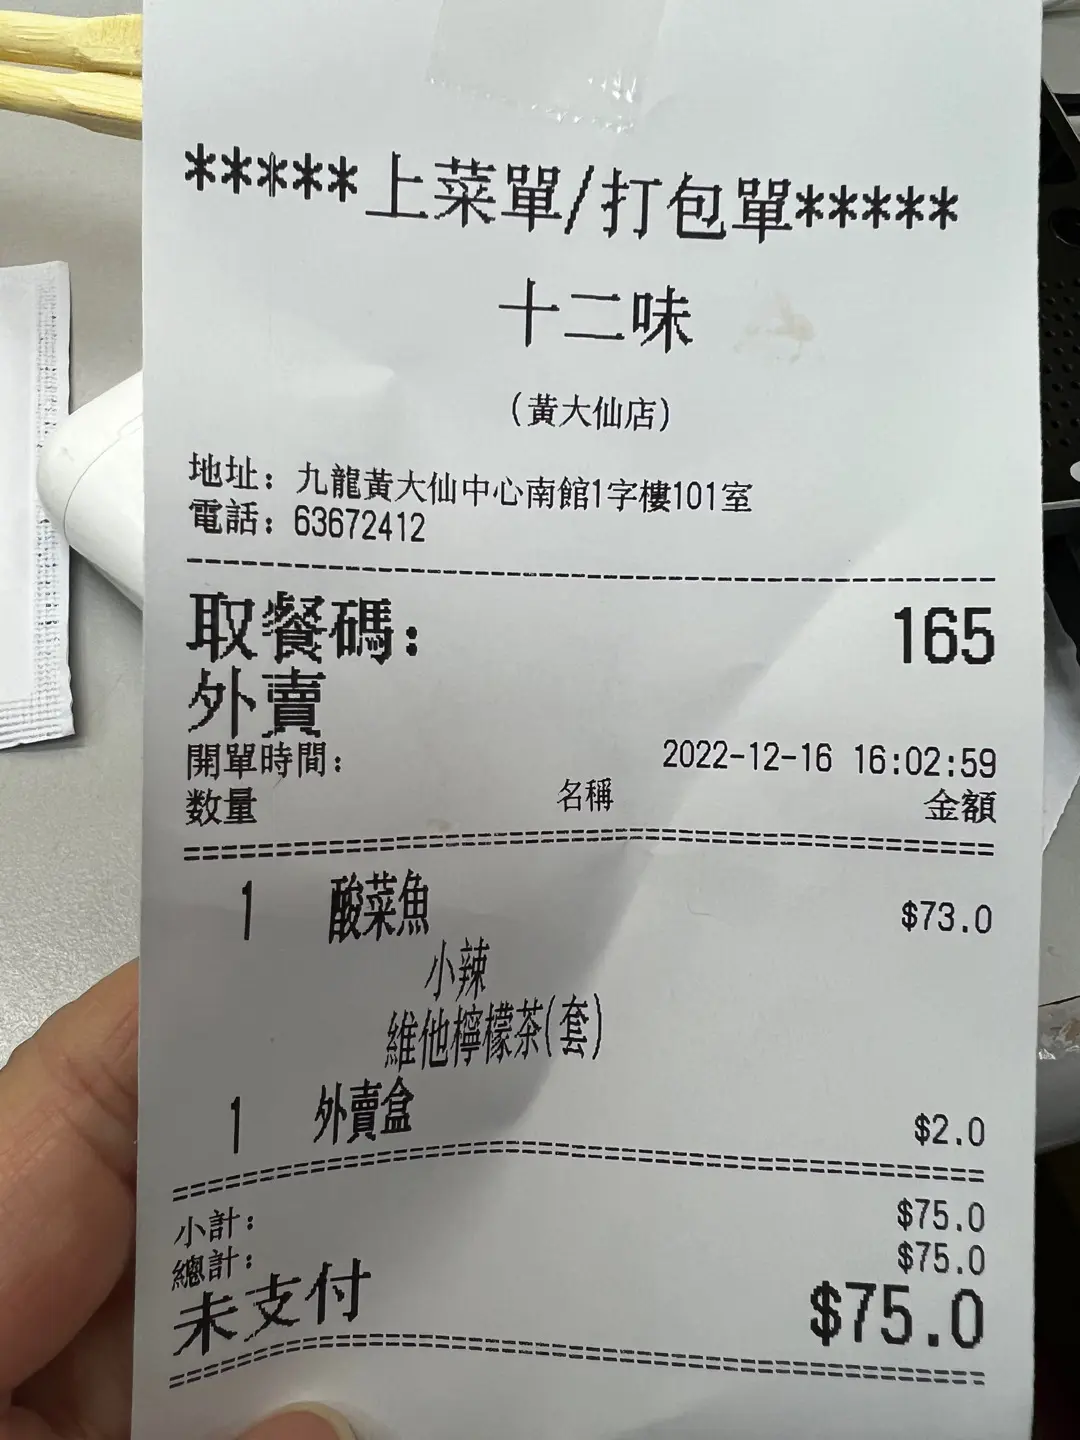 *****上菜單/打包單*****
十二味
(黃大仙店)
地址: 九龍黃大仙中心南館1字樓101室
電話: 63672412
取餐碼: 165
外賣
開單時間: 2022-12-16 16:02:59
数量 名稱 金額
1 酸菜魚 $73.0
小辣
維他檸檬茶(套)
1 外賣盒 $2.0
小計: $75.0
總計: $75.0
未支付 $75.0